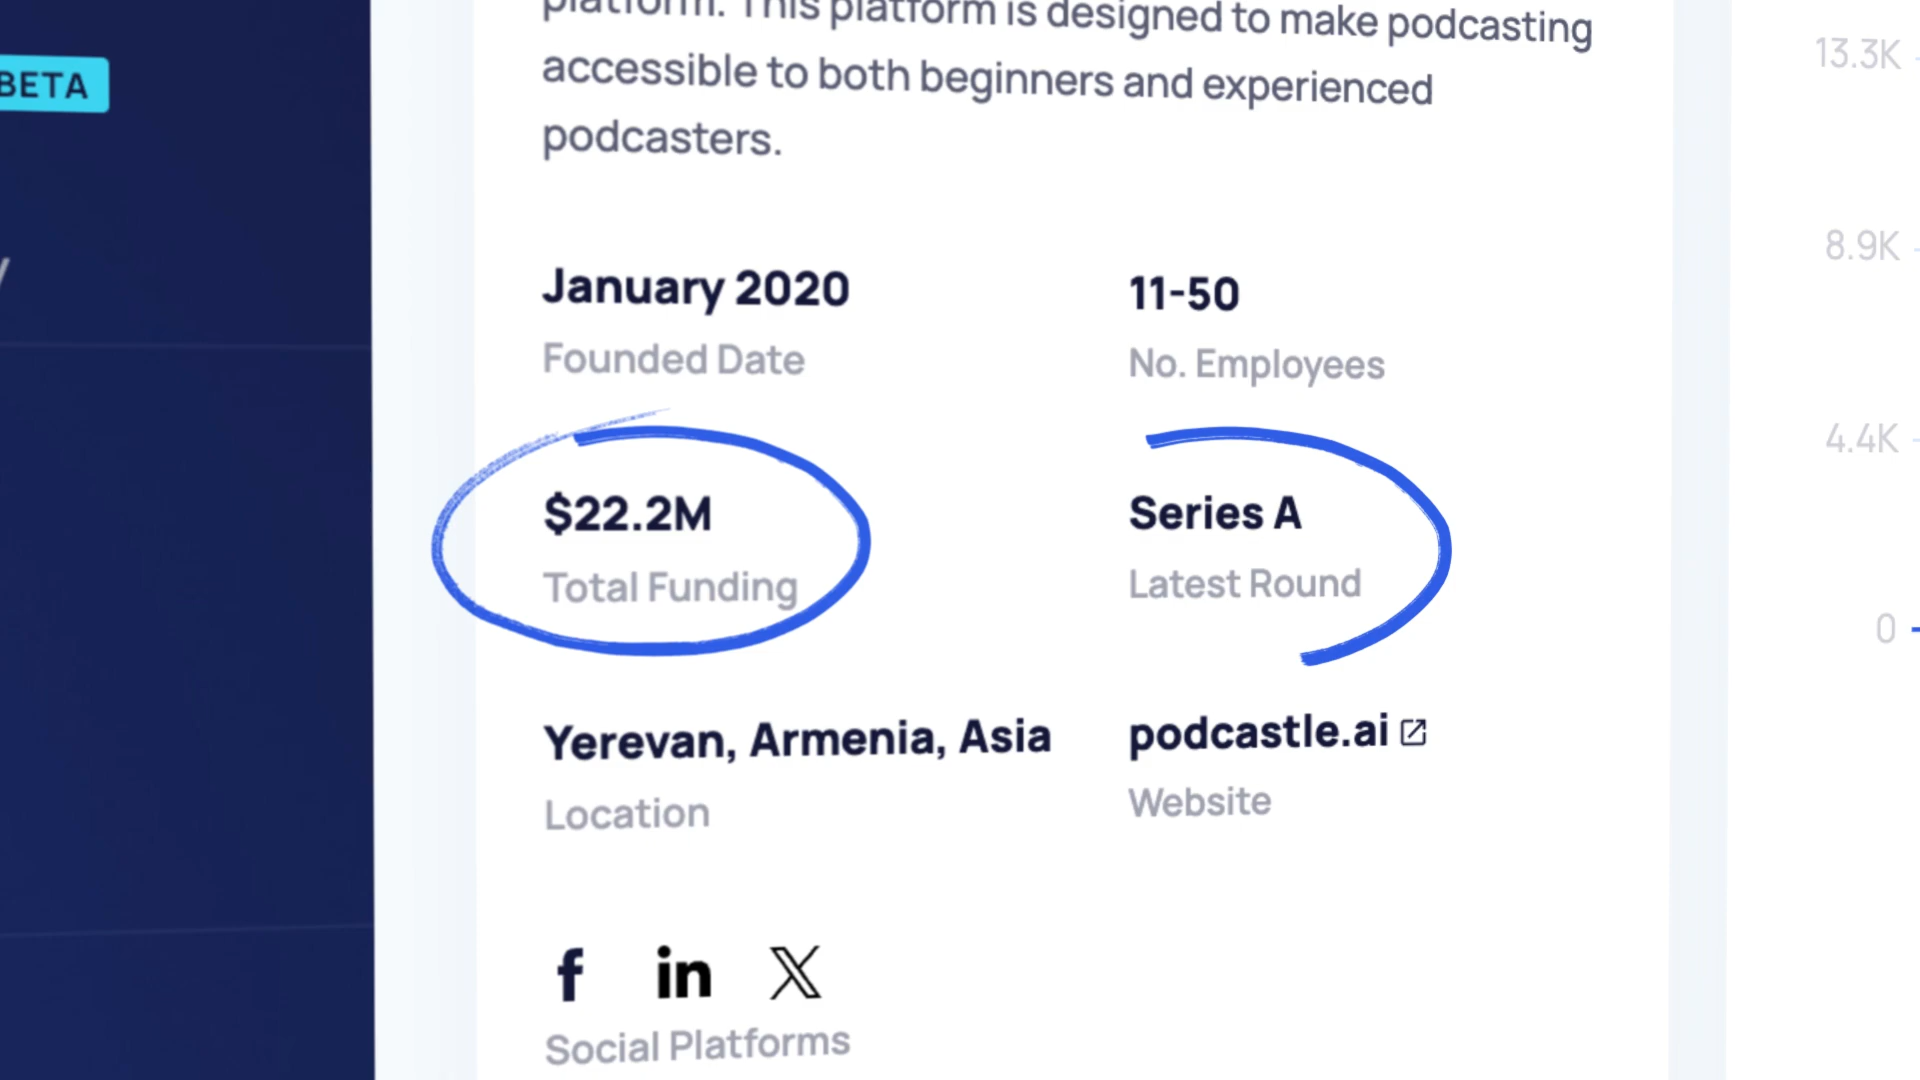 platform. This platform is designed to make podcasting
accessible to both beginners and experienced
podcasters.
BETA
January 2020
Founded Date
11-50
No. Employees
$22.2M
Total Funding
Series A
Latest Round
Yerevan, Armenia, Asia
Location
podcastle.ai
Website
f in X
Social Platforms
13.3K
8.9K
4.4K
0